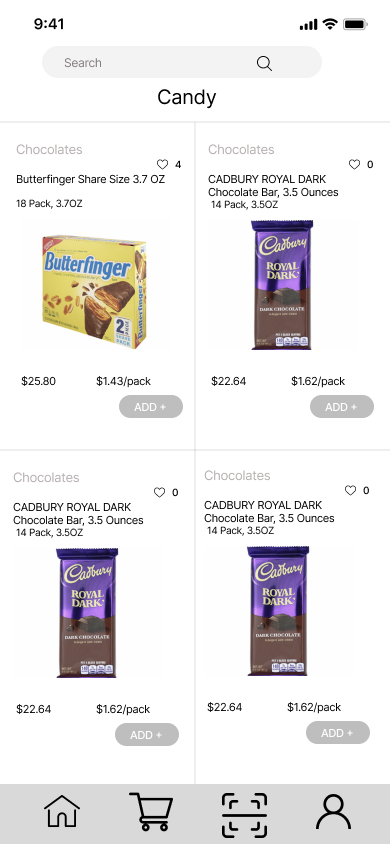 9:41
Search
Candy
Chocolates
4
Butterfinger Share Size 3.7 OZ
18 Pack, 3.7OZ
Butterfinger
$25.80
$1.43/pack
ADD +
Chocolates
0
CADBURY ROYAL DARK
Chocolate Bar, 3.5 Ounces
14 Pack, 3.5OZ
Cadbury
ROYAL
DARK
DARK CHOCOLATE
$22.64
$1.62/pack
ADD +
Chocolates
0
CADBURY ROYAL DARK
Chocolate Bar, 3.5 Ounces
14 Pack, 3.5OZ
Cadbury
ROYAL
DARK
DARK CHOCOLATE
$22.64
$1.62/pack
ADD +
Chocolates
0
CADBURY ROYAL DARK
Chocolate Bar, 3.5 Ounces
14 Pack, 3.5OZ
Cadbury
ROYAL
DARK
DARK CHOCOLATE
$22.64
$1.62/pack
ADD +